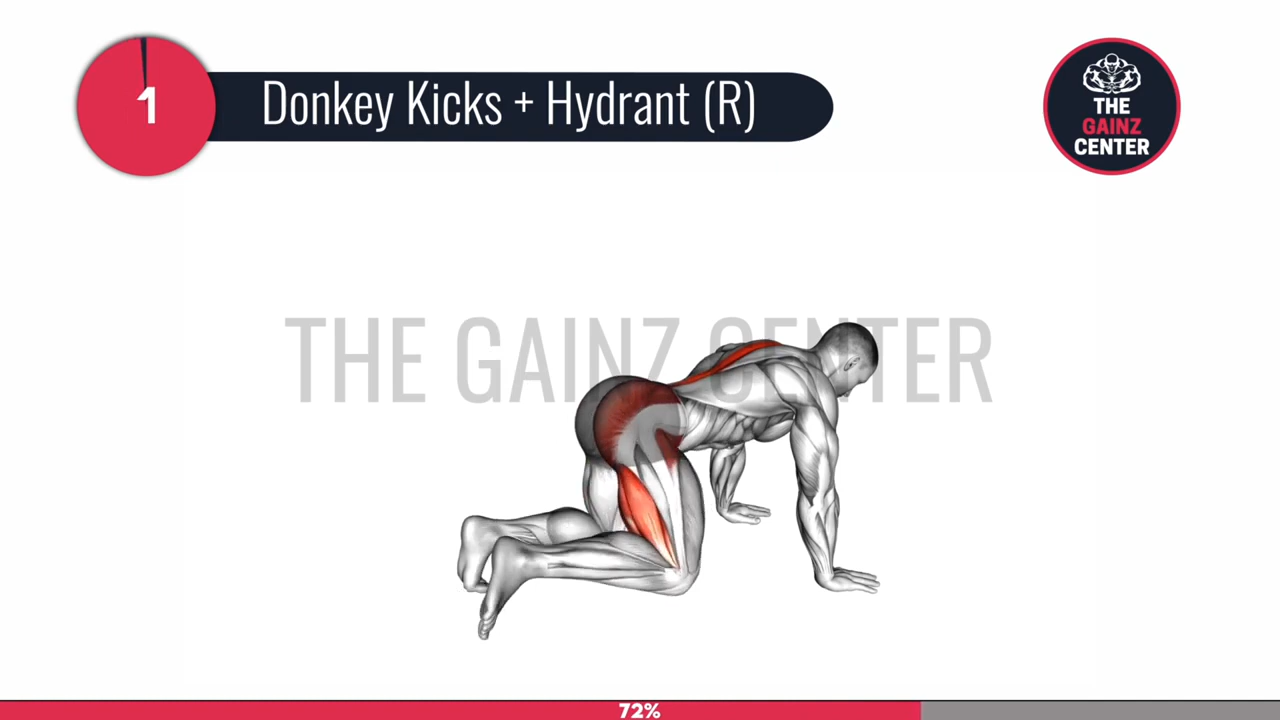 1
Donkey Kicks + Hydrant (R)
THE
GAINZ
CENTER
THE GAINZ CENTER
72%